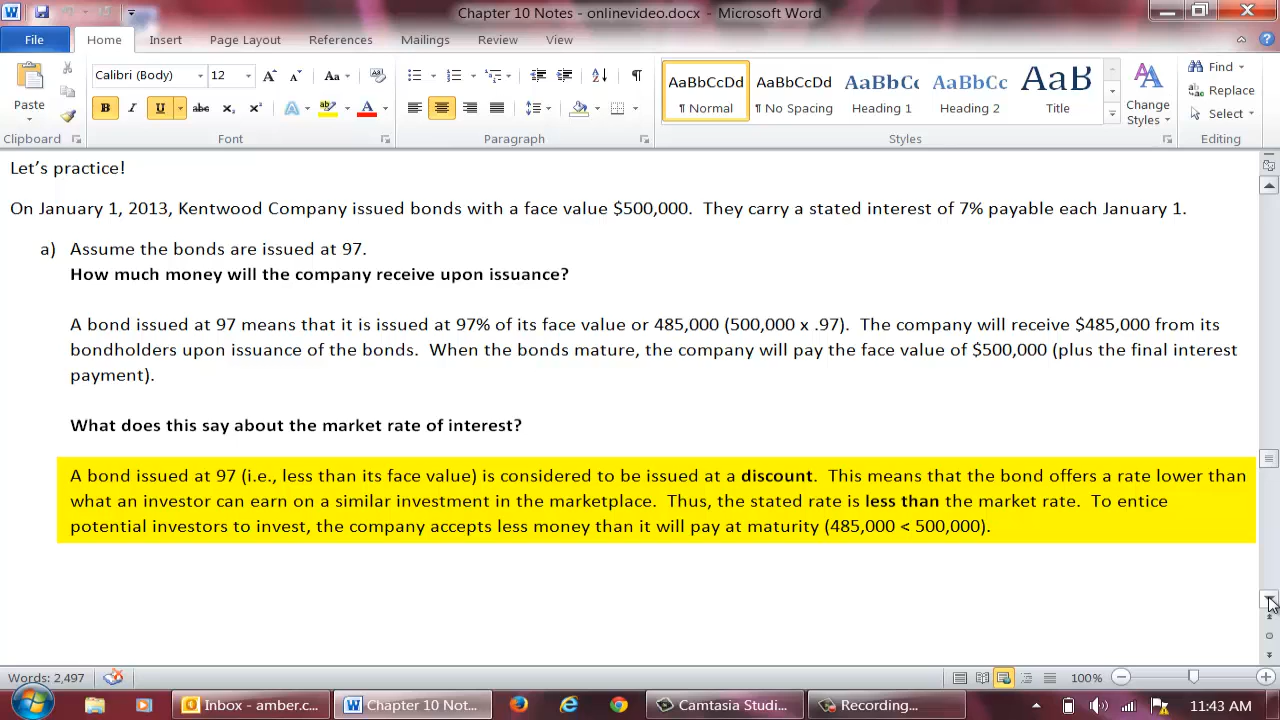 Chapter 10 Notes - onlinevideo.docx - Microsoft Word
File Home Insert Page Layout References Mailings Review View
Calibri (Body) 12
AaBbCcDd AaBbCcDd AaBbCc AaBbCc AaB
¶ Normal ¶ No Spacing Heading 1 Heading 2 Title
Paste
Change Styles
Find
Replace
Select
Clipboard Font Paragraph Styles Editing
Let's practice!
On January 1, 2013, Kentwood Company issued bonds with a face value $500,000. They carry a stated interest of 7% payable each January 1.
a) Assume the bonds are issued at 97.
How much money will the company receive upon issuance?
A bond issued at 97 means that it is issued at 97% of its face value or 485,000 (500,000 x .97). The company will receive $485,000 from its
bondholders upon issuance of the bonds. When the bonds mature, the company will pay the face value of $500,000 (plus the final interest
payment).
What does this say about the market rate of interest?
A bond issued at 97 (i.e., less than its face value) is considered to be issued at a discount. This means that the bond offers a rate lower than
what an investor can earn on a similar investment in the marketplace. Thus, the stated rate is less than the market rate. To entice
potential investors to invest, the company accepts less money than it will pay at maturity (485,000 < 500,000).
Words: 2,497
100%
Inbox - amber.c... Chapter 10 Not... Camtasia Studi... Recording... 11:43 AM